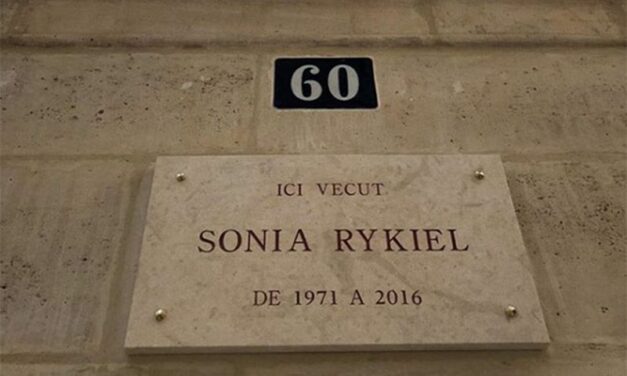 60
ICI VECUT
SONIA RYKIEL
DE 1971 A 2016